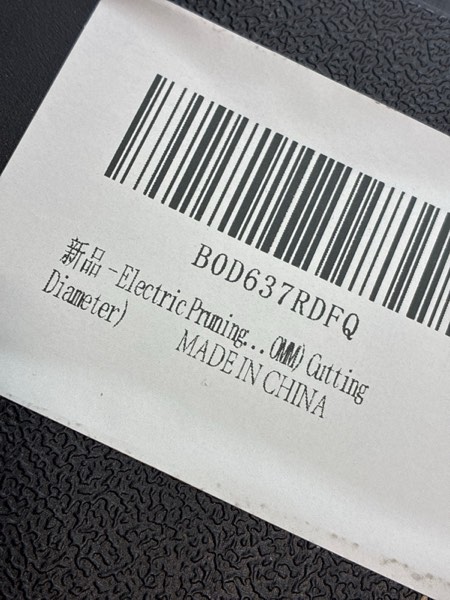 B0D637RDFQ
新品 - Electric Pruning... 0MM) Cutting
Diameter)
MADE IN CHINA